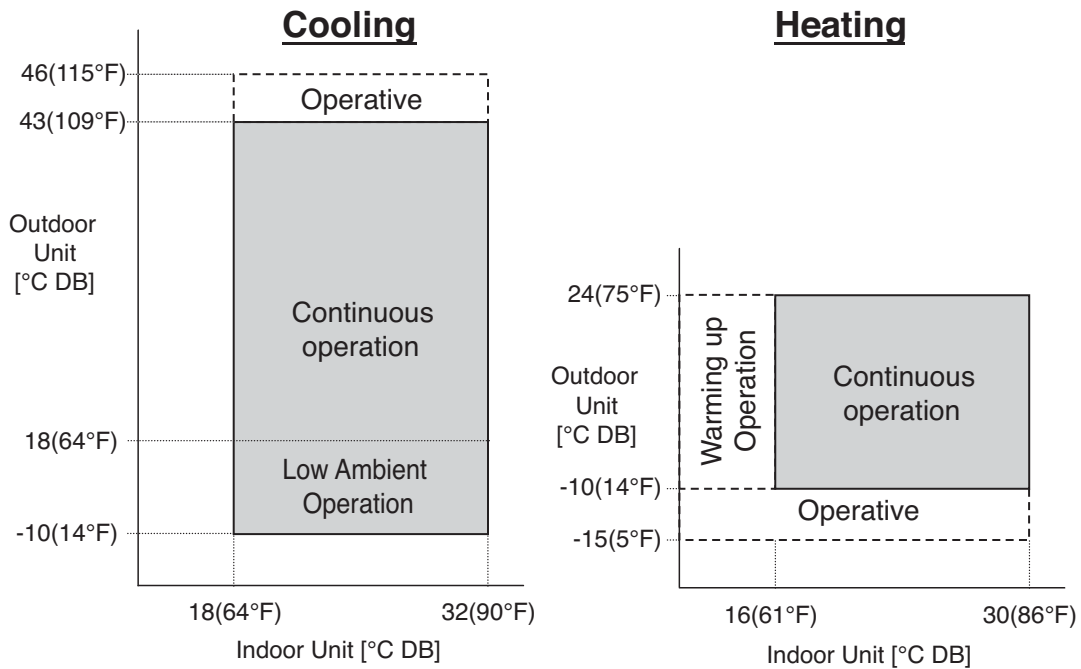 Cooling
46(115°F)
Operative
43(109°F)
Outdoor
Unit
[°C DB]
Continuous
operation
18(64°F)
Low Ambient
Operation
-10(14°F)
18(64°F)
32(90°F)
Indoor Unit [°C DB]
Heating
24(75°F)
Warming up
Operation
Continuous
operation
Outdoor
Unit
[°C DB]
-10(14°F)
Operative
-15(5°F)
16(61°F)
30(86°F)
Indoor Unit [°C DB]